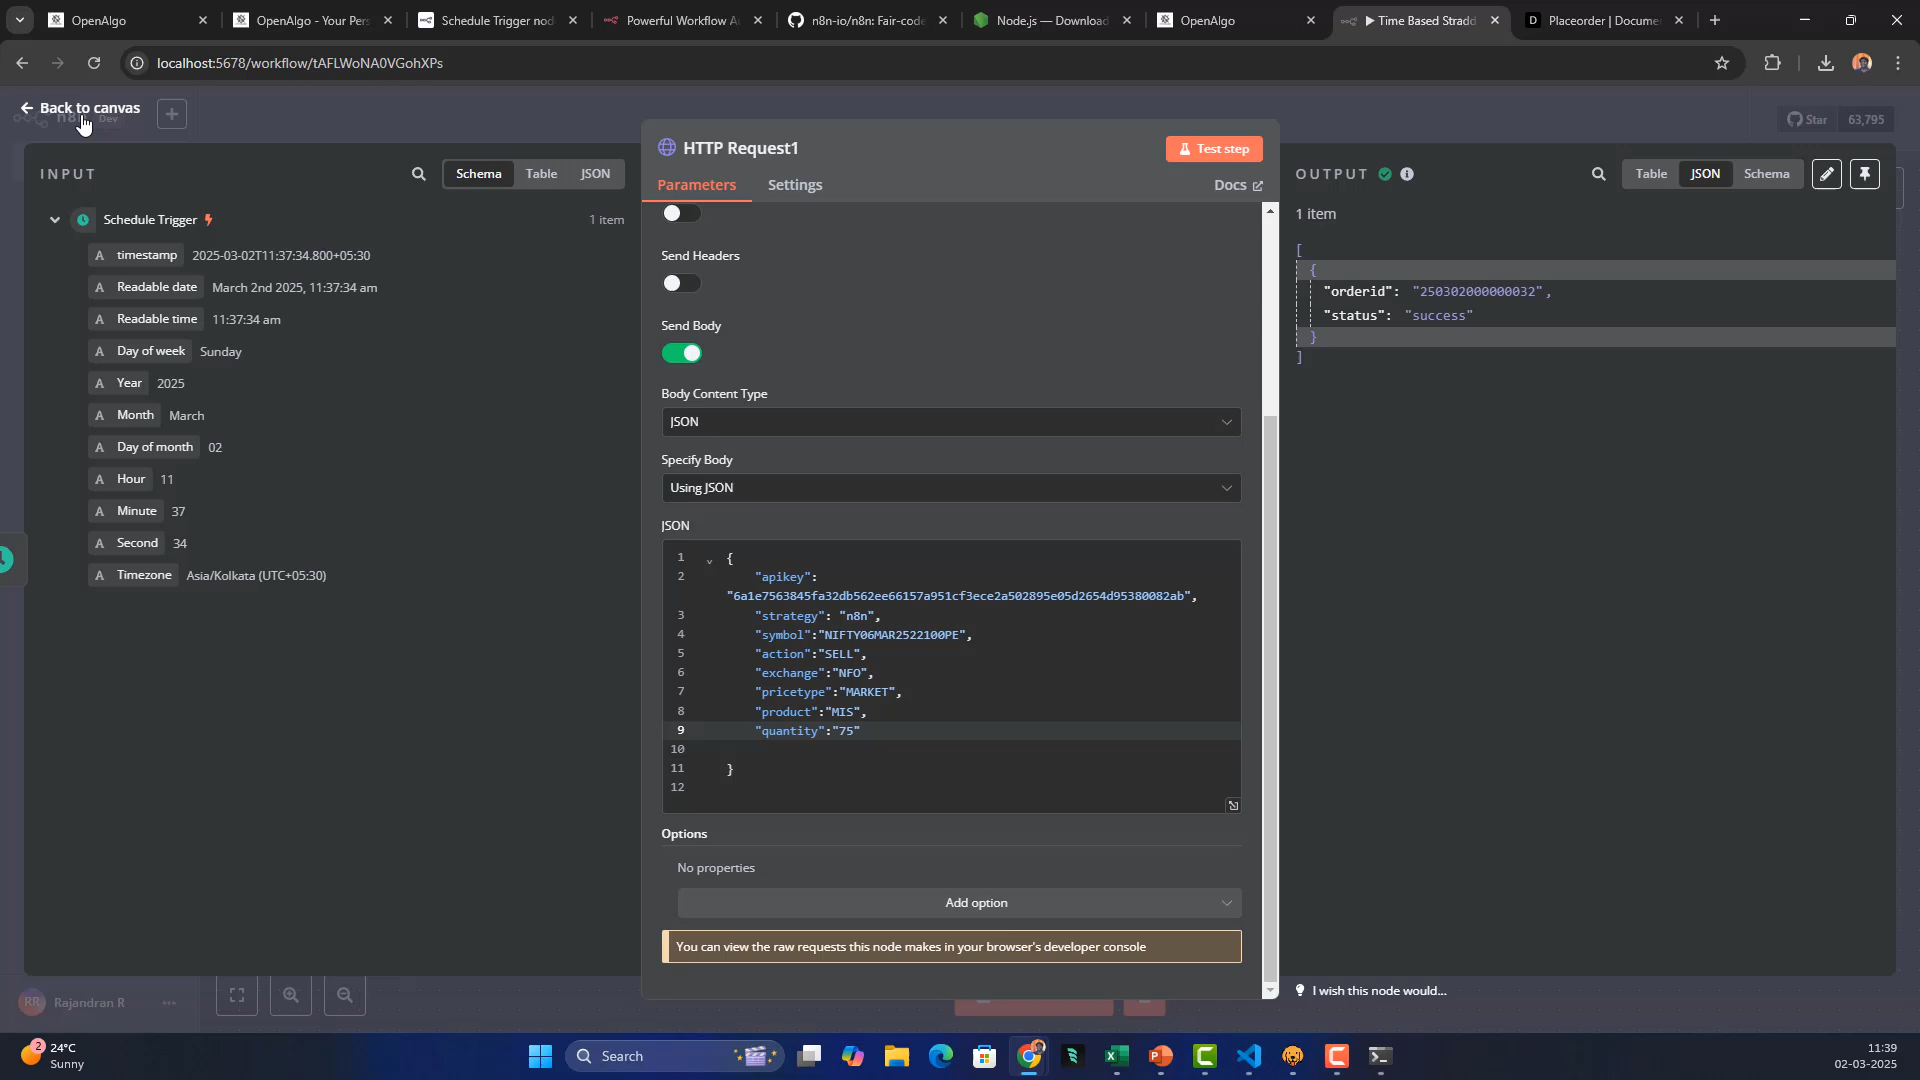 OpenAlgo
OpenAlgo - Your Pers
Schedule Trigger nod
Powerful Workflow Au
n8n-io/n8n: Fair-code
Node.js — Download
OpenAlgo
▶ Time Based Stradd
Placeorder | Docume
localhost:5678/workflow/tAFLWoNA0VGohXPs
Back to canvas
n8n Dev
Star 63,795
INPUT
Schema Table JSON
Schedule Trigger 1 item
A timestamp 2025-03-02T11:37:34.800+05:30
A Readable date March 2nd 2025, 11:37:34 am
A Readable time 11:37:34 am
A Day of week Sunday
A Year 2025
A Month March
A Day of month 02
A Hour 11
A Minute 37
A Second 34
A Timezone Asia/Kolkata (UTC+05:30)
HTTP Request1
Test step
Parameters Settings Docs
Send Headers
Send Body
Body Content Type
JSON
Specify Body
Using JSON
JSON
1 {
2 "apikey":
"6a1e7563845fa32db562ee66157a951cf3ece2a502895e05d2654d95380082ab",
3 "strategy": "n8n",
4 "symbol":"NIFTY06MAR2522100PE",
5 "action":"SELL",
6 "exchange":"NFO",
7 "pricetype":"MARKET",
8 "product":"MIS",
9 "quantity":"75"
10
11 }
12
Options
No properties
Add option
You can view the raw requests this node makes in your browser's developer console
OUTPUT
Table JSON Schema
1 item
[
{
"orderid": "250302000000032",
"status": "success"
}
]
I wish this node would...
RR Rajandran R
2
24°C
Sunny
Search
11:39
02-03-2025